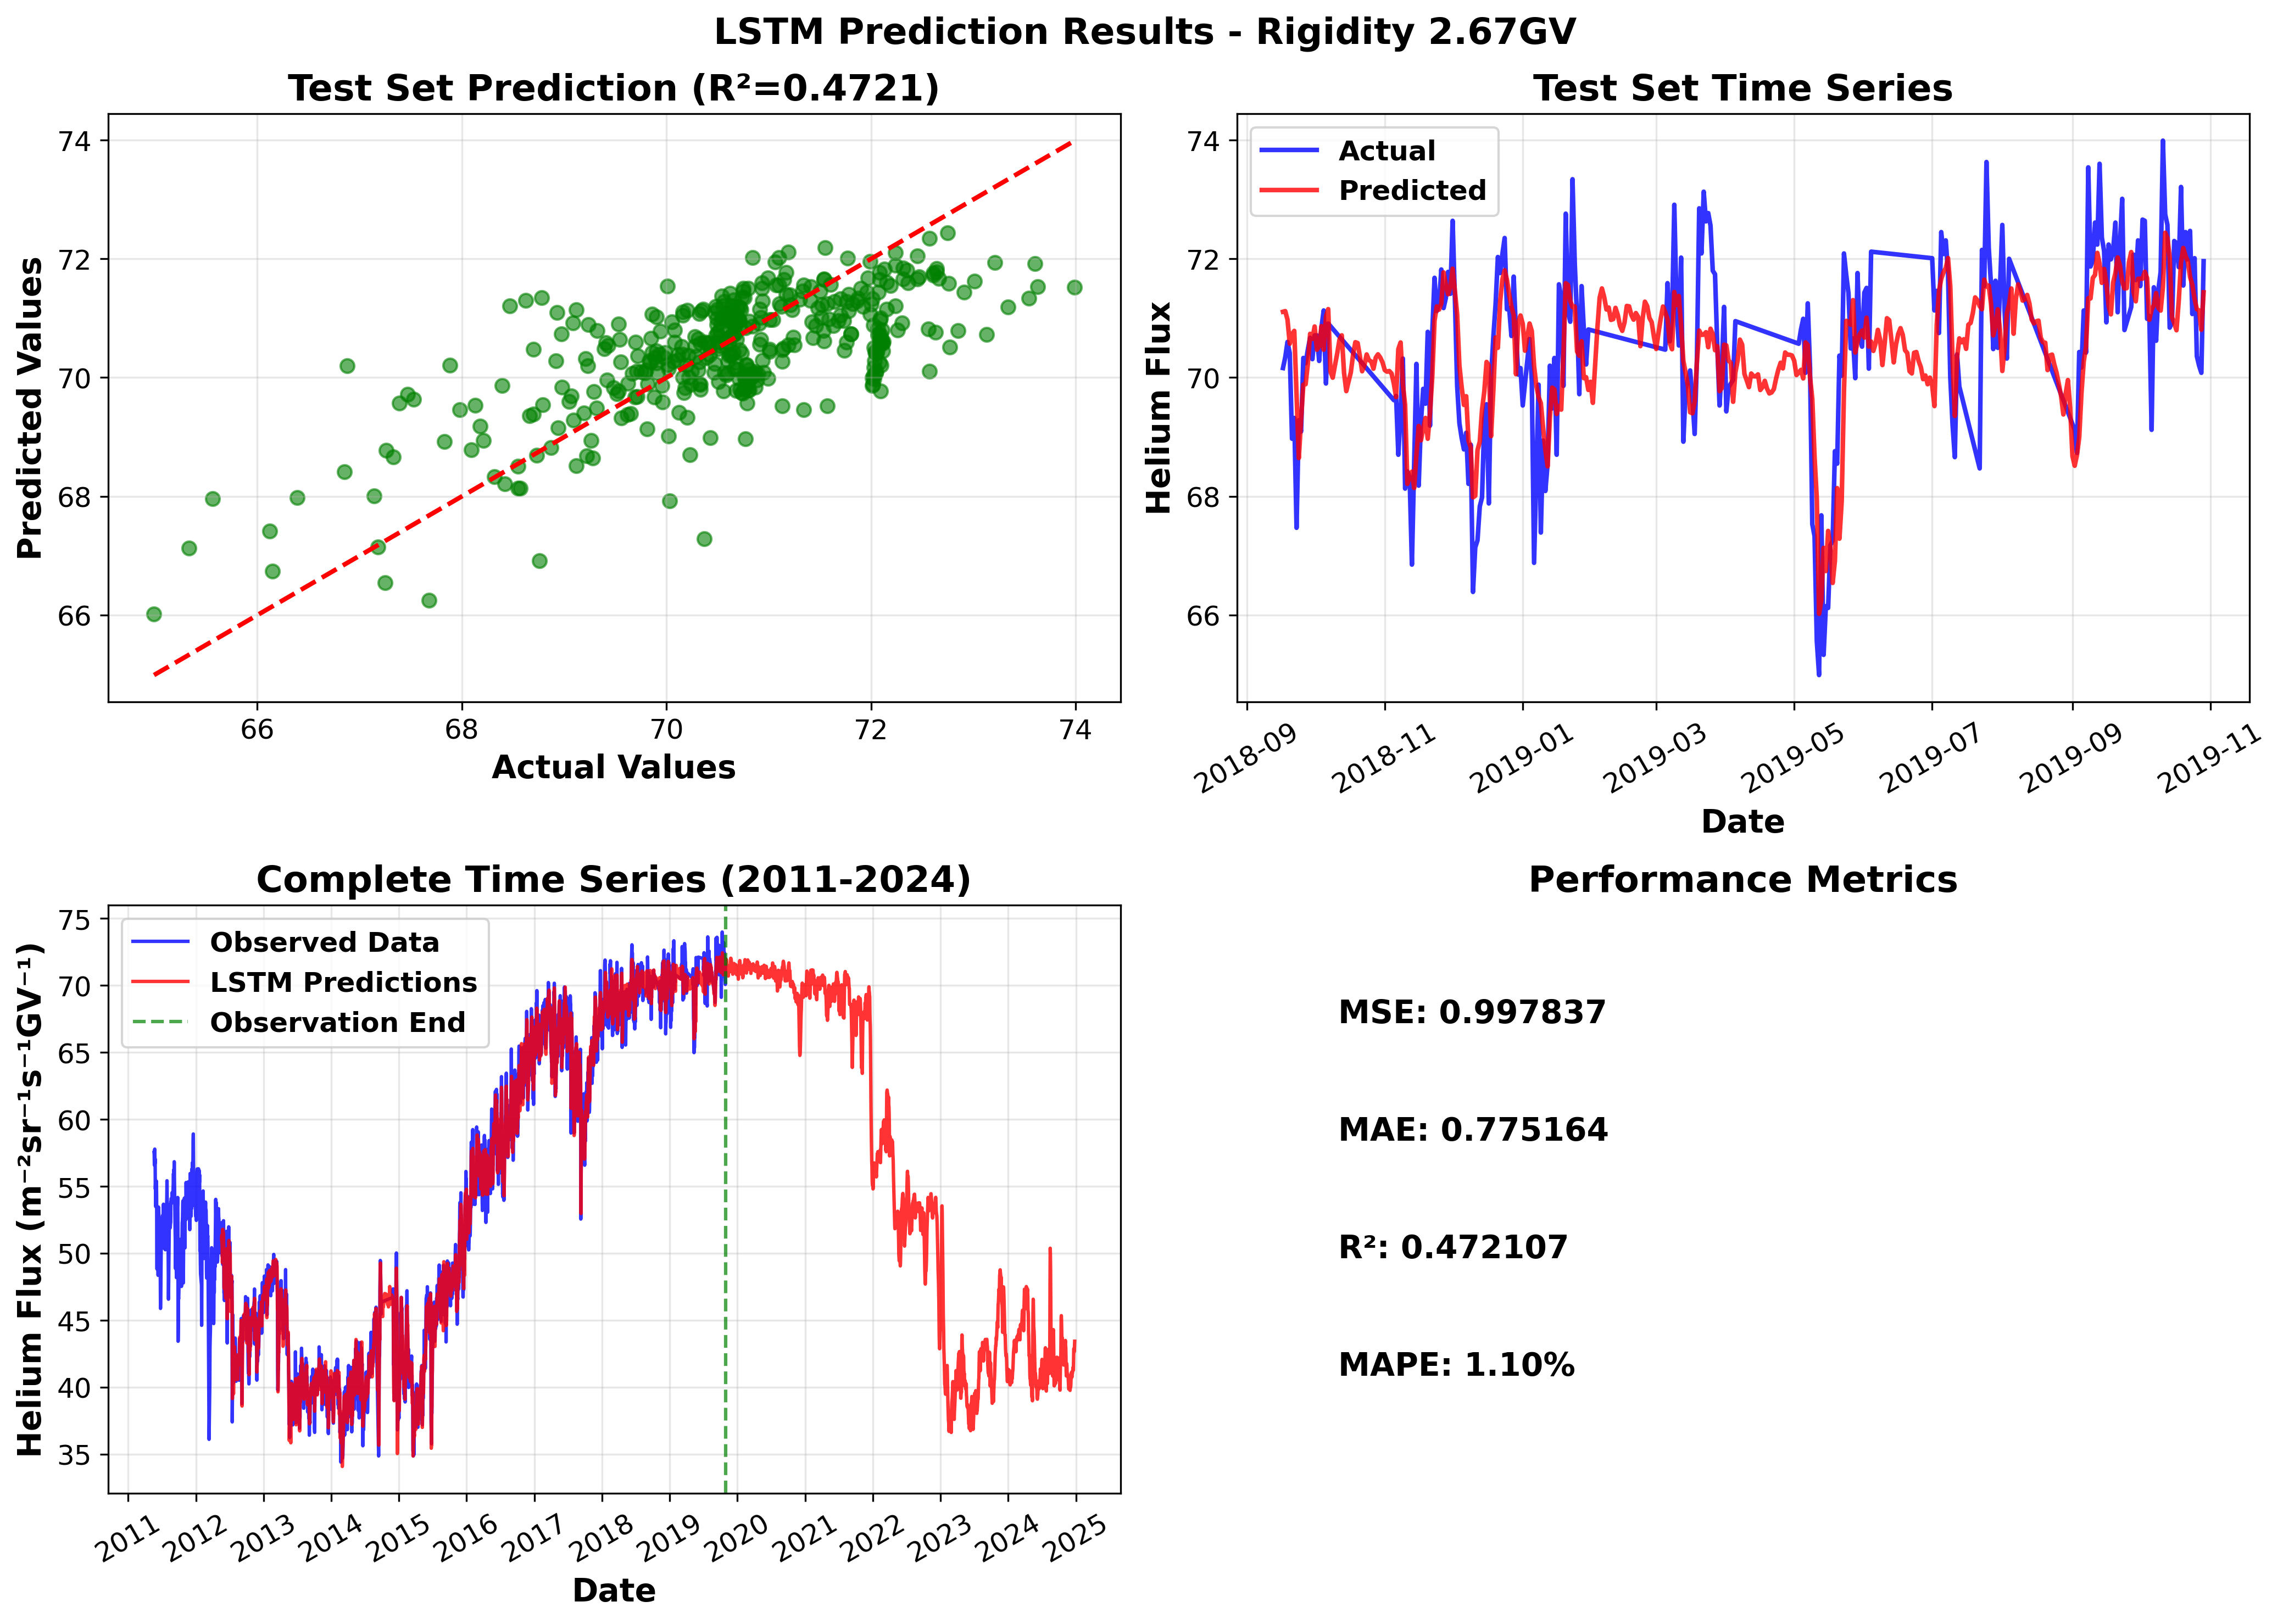 LSTM Prediction Results - Rigidity 2.67GV
Test Set Prediction (R²=0.4721)
74
72
70
68
66
Predicted Values
66
68
70
72
74
Actual Values
Test Set Time Series
Actual
Predicted
74
72
70
68
66
Helium Flux
2018-09
2018-11
2019-01
2019-03
2019-05
2019-07
2019-09
2019-11
Date
Complete Time Series (2011-2024)
Observed Data
LSTM Predictions
Observation End
75
70
65
60
55
50
45
40
35
Helium Flux (m⁻²sr⁻¹s⁻¹GV⁻¹)
2011
2012
2013
2014
2015
2016
2017
2018
2019
2020
2021
2022
2023
2024
2025
Date
Performance Metrics
MSE: 0.997837
MAE: 0.775164
R²: 0.472107
MAPE: 1.10%